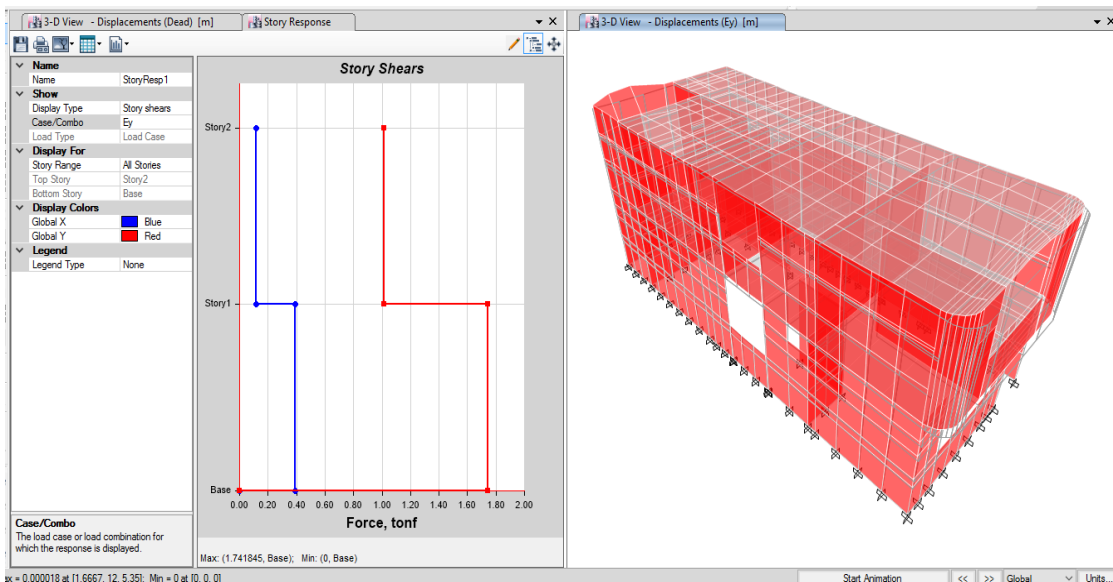 3-D View - Displacements (Dead) [m]
Story Response
3-D View - Displacements (Ey) [m]
Name
Name StoryResp1
Show
Display Type Story shears
Case/Combo Ey
Load Type Load Case
Display For
Story Range All Stories
Top Story Story2
Bottom Story Base
Display Colors
Global X Blue
Global Y Red
Legend
Legend Type None
Case/Combo
The load case or load combination for
which the response is displayed.
Story Shears
Story2
Story1
Base
0.00 0.20 0.40 0.60 0.80 1.00 1.20 1.40 1.60 1.80 2.00
Force, tonf
Max: (1.741845, Base); Min: (0, Base)
ax = 0.000018 at [1.6667, 12, 5.35]; Min = 0 at [0, 0, 0]
Start Animation << >> Global Units...